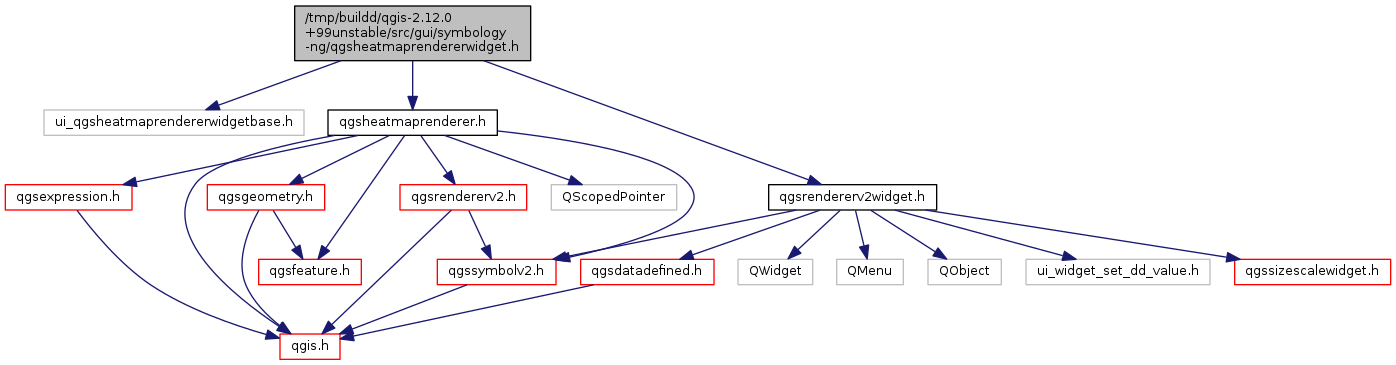 /tmp/buildd/qgis-2.12.0
+99unstable/src/gui/symbology
-ng/qgsheatmaprendererwidget.h
ui_qgsheatmaprendererwidgetbase.h
qgsheatmaprenderer.h
qgsexpression.h
qgsgeometry.h
qgsrendererv2.h
QScopedPointer
qgsrendererv2widget.h
qgsfeature.h
qgssymbolv2.h
qgsdatadefined.h
QWidget
QMenu
QObject
ui_widget_set_dd_value.h
qgssizescalewidget.h
qgis.h